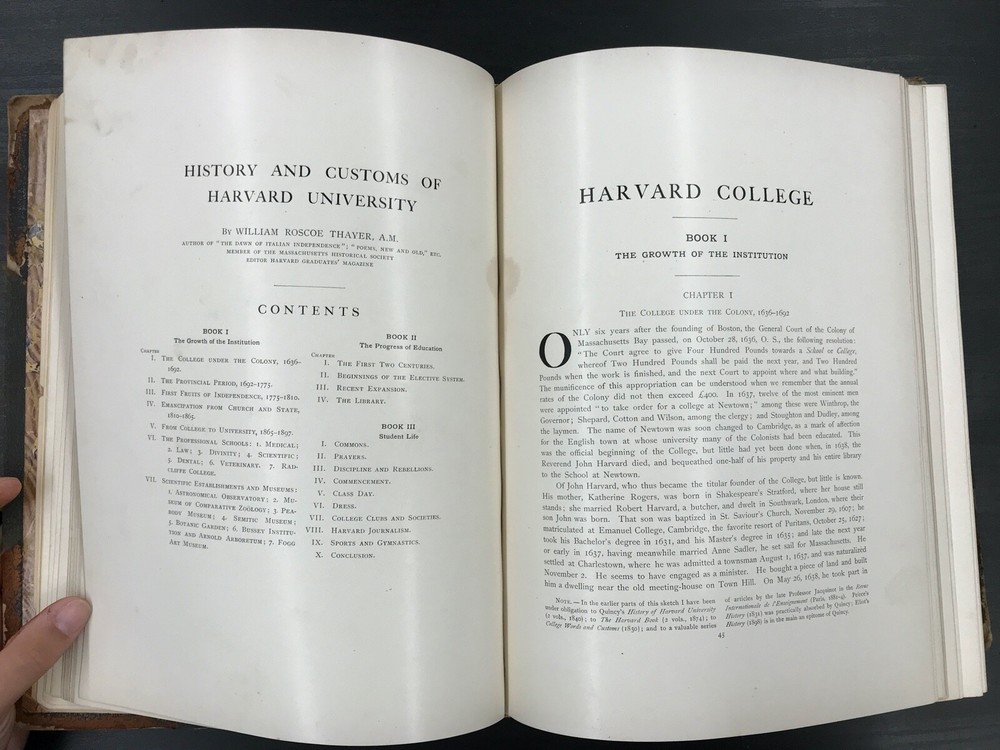 HISTORY AND CUSTOMS OF
HARVARD UNIVERSITY
By WILLIAM ROSCOE THAYER, A.M.
AUTHOR OF "THE DAWN OF ITALIAN INDEPENDENCE"; "POEMS, NEW AND OLD," ETC.
MEMBER OF THE MASSACHUSETTS HISTORICAL SOCIETY
EDITOR HARVARD GRADUATES' MAGAZINE
CONTENTS
BOOK I
The Growth of the Institution
CHAPTER
I. THE COLLEGE UNDER THE COLONY, 1636-
1692.
II. THE PROVINCIAL PERIOD, 1692-1775.
III. FIRST FRUITS OF INDEPENDENCE, 1775-1810.
IV. EMANCIPATION FROM CHURCH AND STATE,
1810-1865.
V. FROM COLLEGE TO UNIVERSITY, 1865-1897.
VI. THE PROFESSIONAL SCHOOLS: 1. MEDICAL;
2. LAW; 3. DIVINITY; 4. SCIENTIFIC;
5. DENTAL; 6. VETERINARY. 7. RAD-
CLIFFE COLLEGE.
VII. SCIENTIFIC ESTABLISHMENTS AND MUSEUMS:
1. ASTRONOMICAL OBSERVATORY; 2. MU-
SEUM OF COMPARATIVE ZOÖLOGY; 3. PEA-
BODY MUSEUM; 4. SEMITIC MUSEUM;
5. BOTANIC GARDEN; 6. BUSSEY INSTITU-
TION AND ARNOLD ARBORETUM; 7. FOGG
ART MUSEUM.
BOOK II
The Progress of Education
CHAPTER
I. THE FIRST TWO CENTURIES.
II. BEGINNINGS OF THE ELECTIVE SYSTEM.
III. RECENT EXPANSION.
IV. THE LIBRARY.
BOOK III
Student Life
I. COMMONS.
II. PRAYERS.
III. DISCIPLINE AND REBELLIONS.
IV. COMMENCEMENT.
V. CLASS DAY.
VI. DRESS.
VII. COLLEGE CLUBS AND SOCIETIES.
VIII. HARVARD JOURNALISM.
IX. SPORTS AND GYMNASTICS.
X. CONCLUSION.
HARVARD COLLEGE
BOOK I
THE GROWTH OF THE INSTITUTION
CHAPTER I
THE COLLEGE UNDER THE COLONY, 1636-1692
ONLY six years after the founding of Boston, the General Court of the Colony of
Massachusetts Bay passed, on October 28, 1636, O. S., the following resolution:
"The Court agree to give Four Hundred Pounds towards a School or College,
whereof Two Hundred Pounds shall be paid the next year, and Two Hundred
Pounds when the work is finished, and the next Court to appoint where and what building."
The munificence of this appropriation can be understood when we remember that the annual
rates of the Colony did not then exceed £400. In 1637, twelve of the most eminent men
were appointed "to take order for a college at Newtown;" among these were Winthrop, the
Governor; Shepard, Cotton and Wilson, among the clergy; and Stoughton and Dudley, among
the laymen. The name of Newtown was soon changed to Cambridge, as a mark of affection
for the English town at whose university many of the Colonists had been educated. This
was the official beginning of the College, but little had yet been done when, in 1638, the
Reverend John Harvard died, and bequeathed one-half of his property and his entire library
to the School at Newtown.
Of John Harvard, who thus became the titular founder of the College, but little is known.
His mother, Katherine Rogers, was born in Shakespeare's Stratford, where her house still
stands; she married Robert Harvard, a butcher, and dwelt in Southwark, London, where their
son John was born. That son was baptized in St. Saviour's Church, November 29, 1607; he
matriculated at Emanuel College, Cambridge, the favorite resort of Puritans, October 25, 1627;
took his Bachelor's degree in 1631, and his Master's degree in 1635; and late the next year
or early in 1637, having meanwhile married Anne Sadler, he set sail for Massachusetts. He
settled at Charlestown, where he was admitted a townsman August 1, 1637, and was naturalized
November 2. He seems to have engaged as a minister. He bought a piece of land and built
him a dwelling near the old meeting-house on Town Hill. On May 26, 1638, he took part in
NOTE.—In the earlier parts of this sketch I have been
under obligation to Quincy's History of Harvard University
(2 vols., 1840); to The Harvard Book (2 vols., 1874); to
College Words and Customs (1850); and to a valuable series
of articles by the late Professor Jacquinet in the Revue
Internationale de l'Enseignement (Paris, 1881-4). Peirce's
History (1831) was practically absorbed by Quincy; Eliot's
History (1898) is in the main an epitome of Quincy.
45